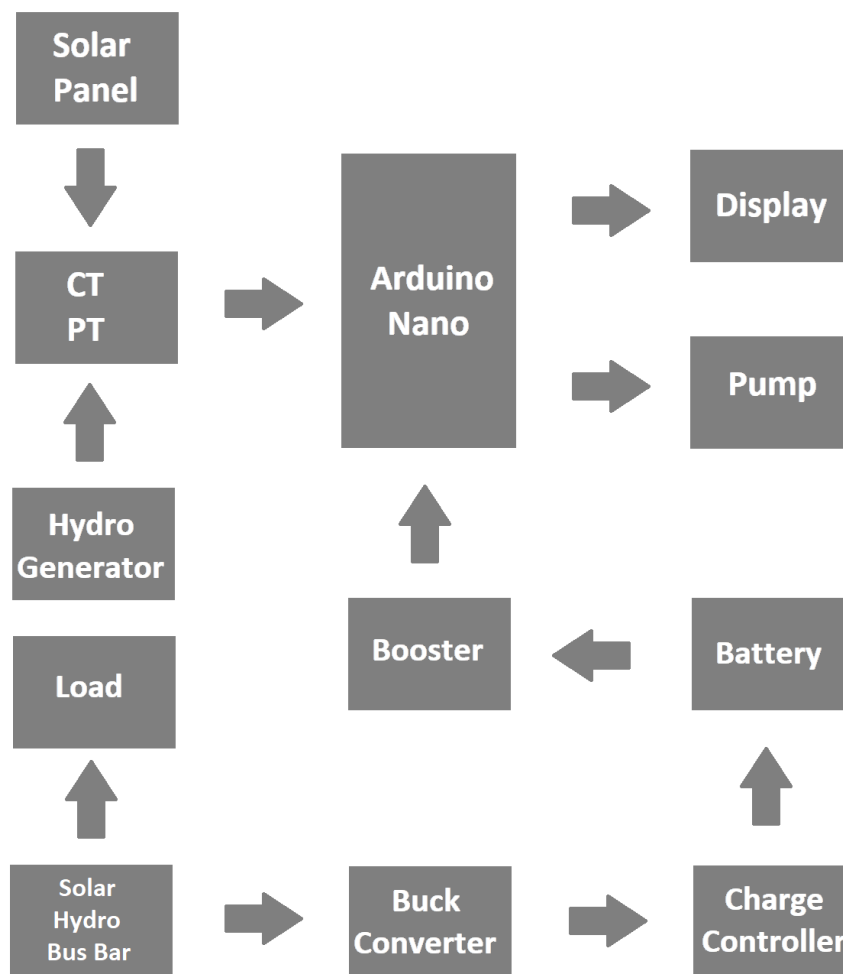 Solar
Panel
CT
PT
Arduino
Nano
Display
Pump
Hydro
Generator
Load
Booster
Battery
Solar
Hydro
Bus Bar
Buck
Converter
Charge
Controller